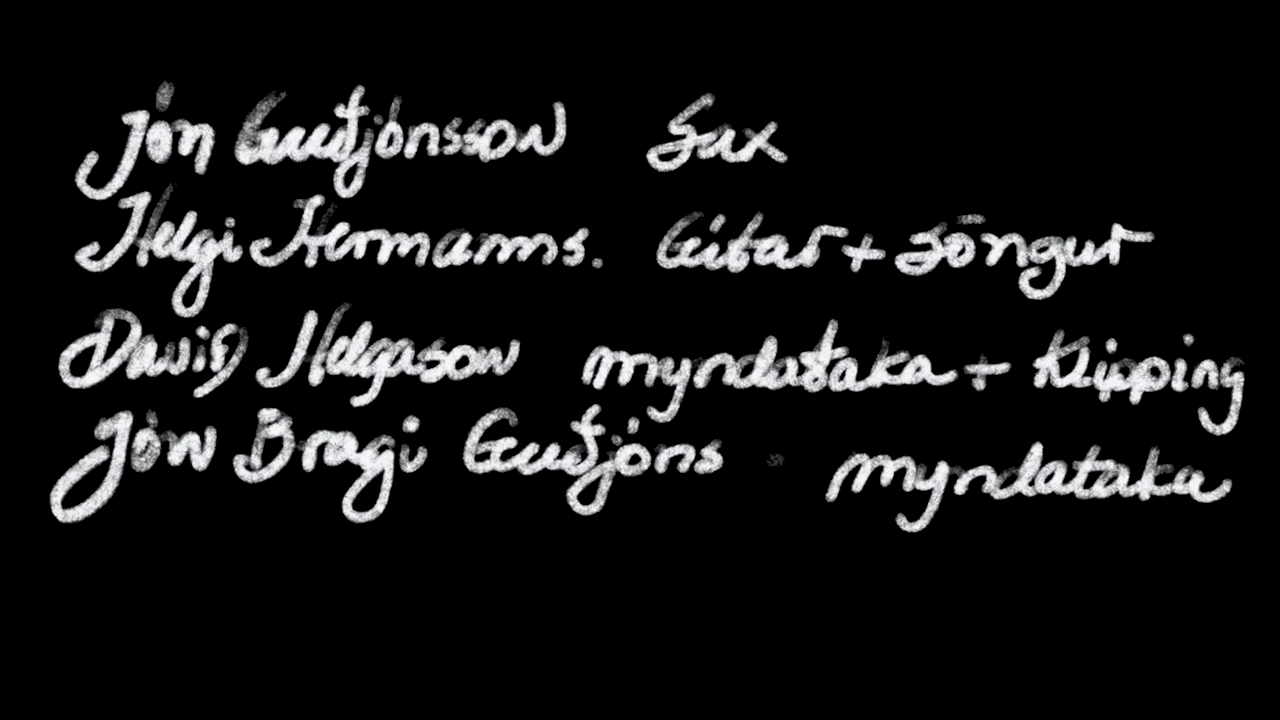 Jón Guðjónsson Sax
Helgi Hermanns. Gítar + söngur
Davíð Helgason myndataka + klipping
Jón Bragi Guðjóns myndataka